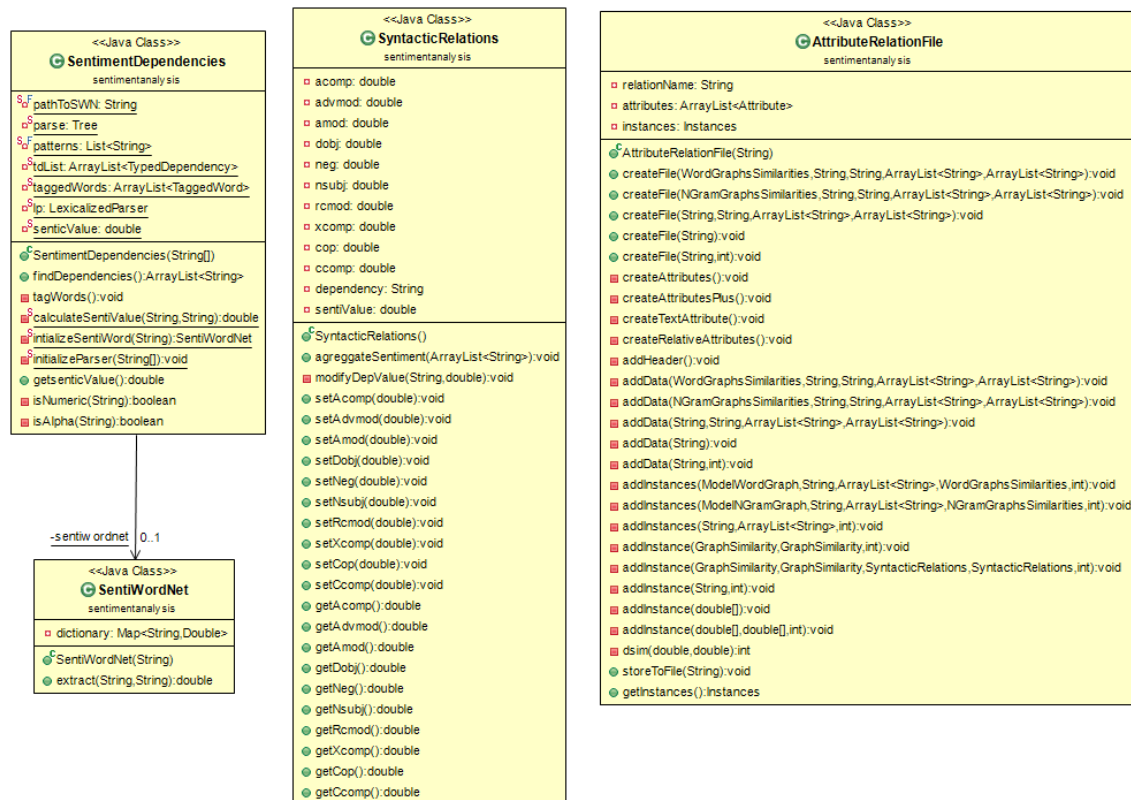 <<Java Class>>
SentimentDependencies
sentimentanalysis
pathToSWN: String
parse: Tree
patterns: List<String>
tdList: ArrayList<TypedDependency>
taggedWords: ArrayList<TaggedWord>
lp: LexicalizedParser
senticValue: double
SentimentDependencies(String[])
findDependencies():ArrayList<String>
tagWords():void
calculateSentiValue(String,String):double
intializeSentiWord(String):SentiWordNet
initializeParser(String[]):void
getsenticValue():double
isNumeric(String):boolean
isAlpha(String):boolean
-sentiwordnet 0..1
<<Java Class>>
SentiWordNet
sentimentanalysis
dictionary: Map<String,Double>
SentiWordNet(String)
extract(String,String):double
<<Java Class>>
SyntacticRelations
sentimentanalysis
acomp: double
advmod: double
amod: double
dobj: double
neg: double
nsubj: double
rcmod: double
xcomp: double
cop: double
ccomp: double
dependency: String
sentiValue: double
SyntacticRelations()
agreggateSentiment(ArrayList<String>):void
modifyDepValue(String,double):void
setAcomp(double):void
setAdvmod(double):void
setAmod(double):void
setDobj(double):void
setNeg(double):void
setNsubj(double):void
setRcmod(double):void
setXcomp(double):void
setCop(double):void
setCcomp(double):void
getAcomp():double
getAdvmod():double
getAmod():double
getDobj():double
getNeg():double
getNsubj():double
getRcmod():double
getXcomp():double
getCop():double
getCcomp():double
<<Java Class>>
AttributeRelationFile
sentimentanalysis
relationName: String
attributes: ArrayList<Attribute>
instances: Instances
AttributeRelationFile(String)
createFile(WordGraphsSimilarities,String,String,ArrayList<String>,ArrayList<String>):void
createFile(NGramGraphsSimilarities,String,String,ArrayList<String>,ArrayList<String>):void
createFile(String,String,ArrayList<String>,ArrayList<String>):void
createFile(String):void
createFile(String,int):void
createAttributes():void
createAttributesPlus():void
createTextAttribute():void
createRelativeAttributes():void
addHeader():void
addData(WordGraphsSimilarities,String,String,ArrayList<String>,ArrayList<String>):void
addData(NGramGraphsSimilarities,String,String,ArrayList<String>,ArrayList<String>):void
addData(String,String,ArrayList<String>,ArrayList<String>):void
addData(String):void
addData(String,int):void
addInstances(ModelWordGraph,String,ArrayList<String>,WordGraphsSimilarities,int):void
addInstances(ModelNGramGraph,String,ArrayList<String>,NGramGraphsSimilarities,int):void
addInstances(String,ArrayList<String>,int):void
addInstance(GraphSimilarity,GraphSimilarity,int):void
addInstance(GraphSimilarity,GraphSimilarity,SyntacticRelations,SyntacticRelations,int):void
addInstance(String,int):void
addInstance(double[]):void
addInstance(double[],double[],int):void
dsim(double,double):int
storeToFile(String):void
getInstances():Instances